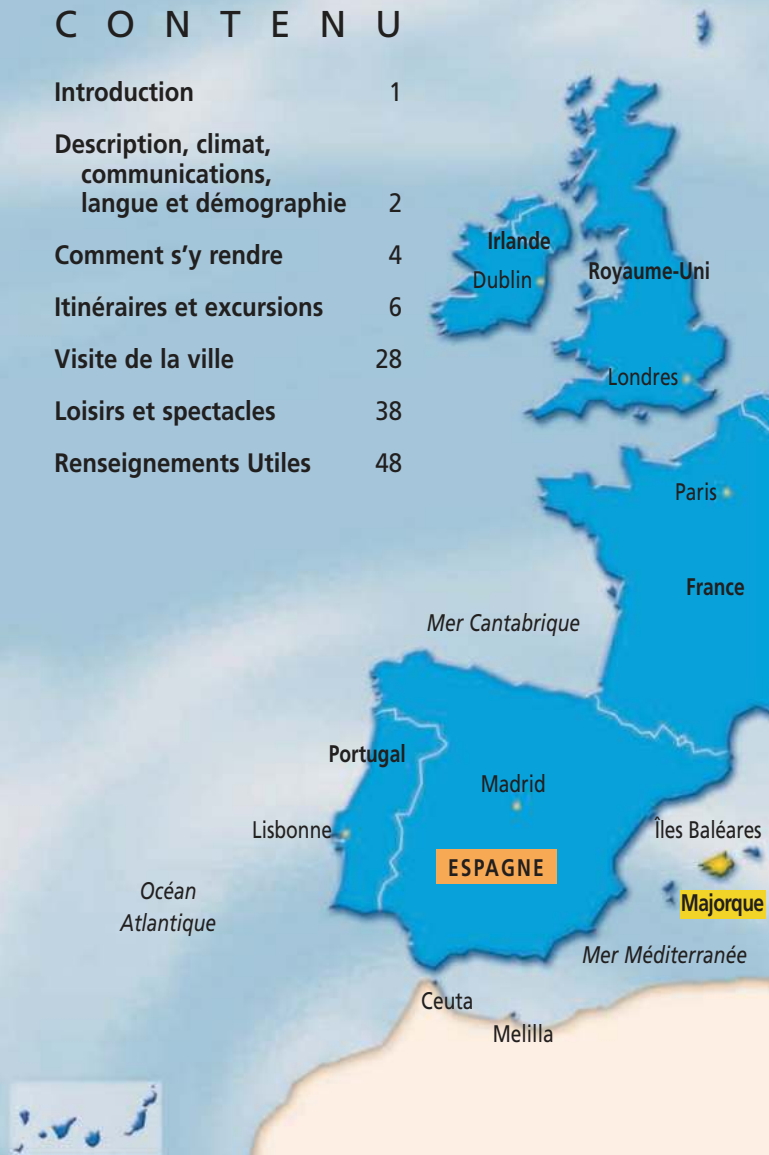 CONTENU
Introduction 1
Description, climat,
communications,
langue et démographie 2
Comment s’y rendre 4
Itinéraires et excursions 6
Visite de la ville 28
Loisirs et spectacles 38
Renseignements Utiles 48
Irlande
Dublin
Royaume-Uni
Londres
Paris
France
Mer Cantabrique
Portugal
Madrid
Lisbonne
Îles Baléares
ESPAGNE
Majorque
Océan
Atlantique
Mer Méditerranée
Ceuta
Melilla